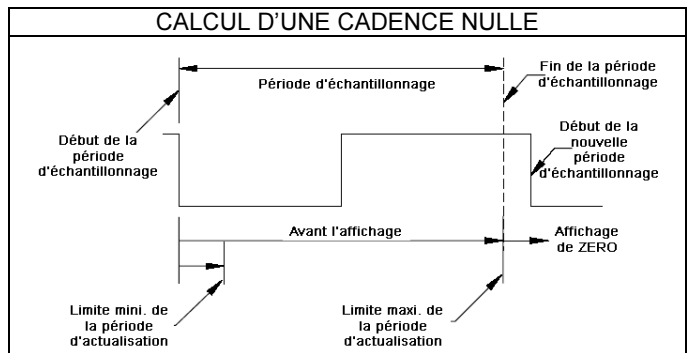 CALCUL D'UNE CADENCE NULLE
Période d'échantillonnage
Fin de la période
d'échantillonnage
Début de la
période
d'échantillonnage
Début de la
nouvelle
période
d'échantillonnage
Avant l'affichage
Affichage
de ZERO
Limite mini. de
la période
d'actualisation
Limite maxi. de
la période
d'actualisation